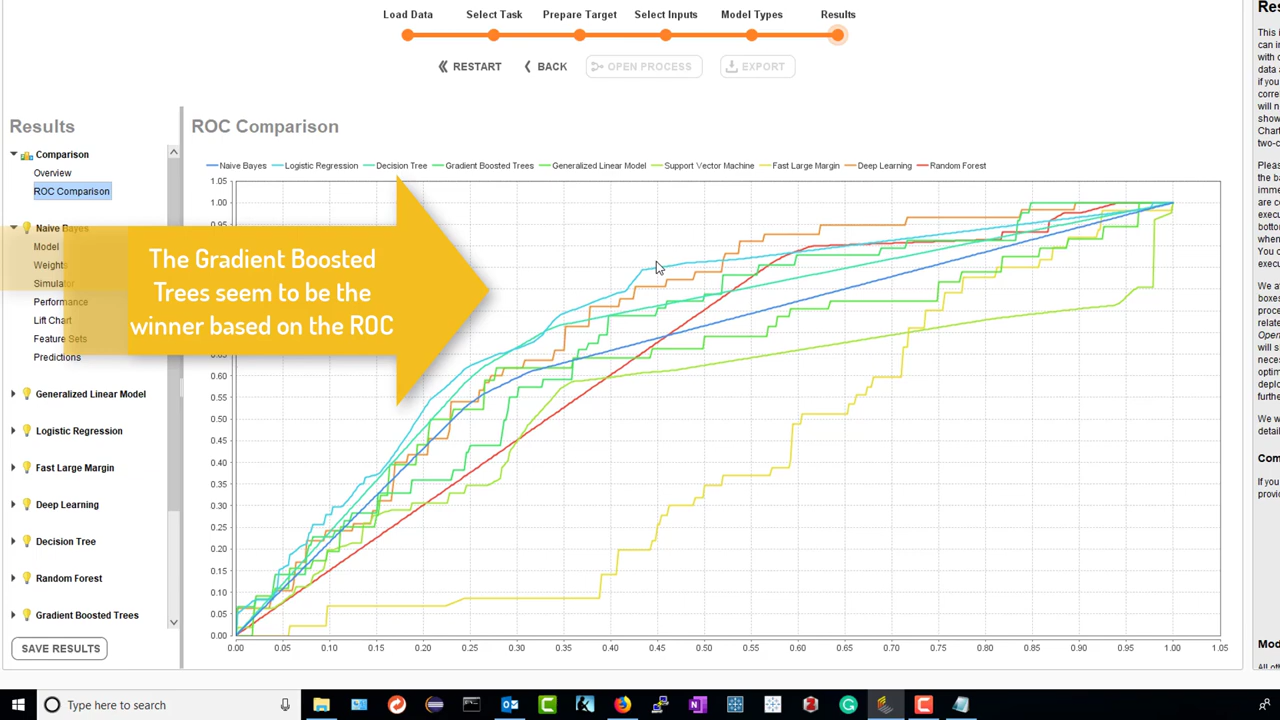 Load Data
Select Task
Prepare Target
Select Inputs
Model Types
Results
RESTART
BACK
OPEN PROCESS
EXPORT
Results
Comparison
Overview
ROC Comparison
Naive Bayes
Model
Weights
Simulator
Performance
Lift Chart
Feature Sets
Predictions
Generalized Linear Model
Logistic Regression
Fast Large Margin
Deep Learning
Decision Tree
Random Forest
Gradient Boosted Trees
SAVE RESULTS
ROC Comparison
Naive Bayes Logistic Regression Decision Tree Gradient Boosted Trees Generalized Linear Model Support Vector Machine Fast Large Margin Deep Learning Random Forest
1.05
1.00
0.95
The Gradient Boosted
Trees seem to be the
winner based on the ROC
0.60
0.55
0.50
0.45
0.40
0.35
0.30
0.25
0.20
0.15
0.10
0.05
0.00
0.00 0.05 0.10 0.15 0.20 0.25 0.30 0.35 0.40 0.45 0.50 0.55 0.60 0.65 0.70 0.75 0.80 0.85 0.90 0.95 1.00 1.05
Type here to search